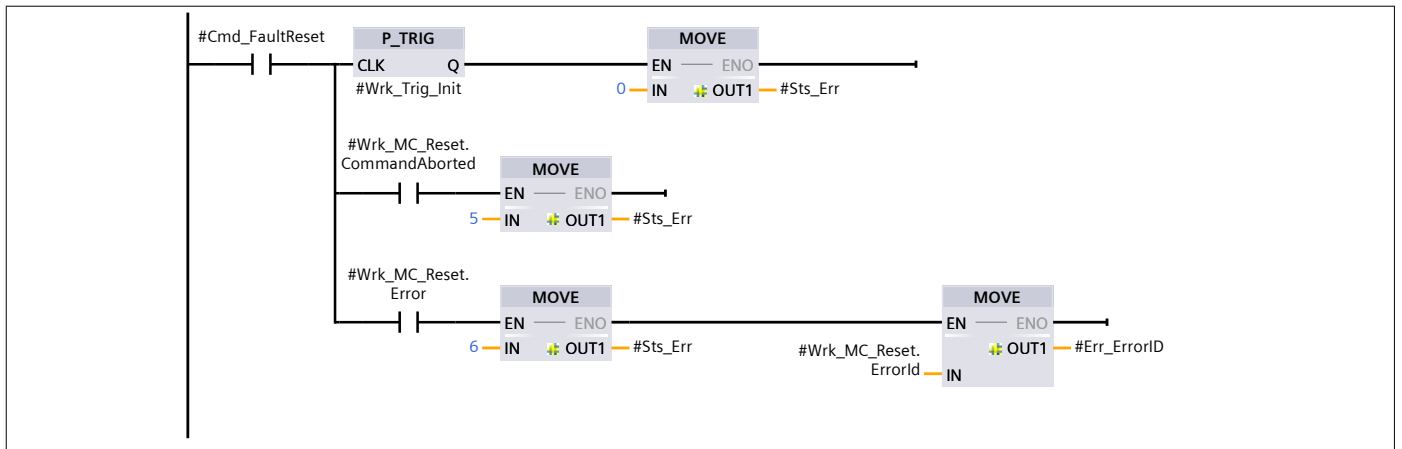 #Cmd_FaultReset
P_TRIG
MOVE
CLK Q
EN ENO
#Wrk_Trig_Init
0 IN OUT1 #Sts_Err
#Wrk_MC_Reset.
CommandAborted
MOVE
EN ENO
5 IN OUT1 #Sts_Err
#Wrk_MC_Reset.
Error
MOVE
MOVE
EN ENO
EN ENO
6 IN OUT1 #Sts_Err
OUT1 #Err_ErrorID
#Wrk_MC_Reset.
ErrorId IN